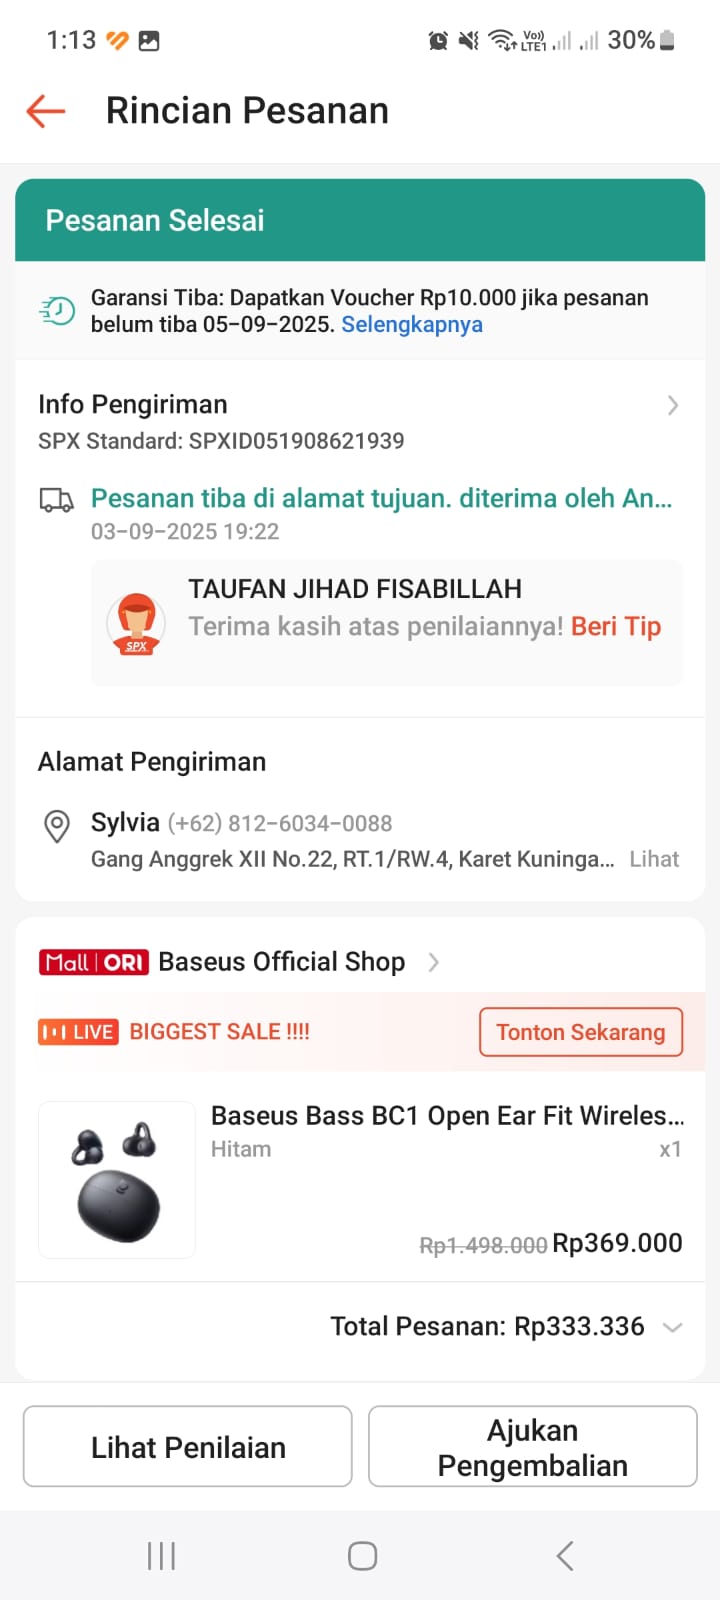 1:13
Vo)) LTE1 30%
Rincian Pesanan
Pesanan Selesai
Garansi Tiba: Dapatkan Voucher Rp10.000 jika pesanan
belum tiba 05-09-2025. Selengkapnya
Info Pengiriman
SPX Standard: SPXID051908621939
Pesanan tiba di alamat tujuan. diterima oleh An...
03-09-2025 19:22
TAUFAN JIHAD FISABILLAH
Terima kasih atas penilaiannya! Beri Tip
SPX
Alamat Pengiriman
Sylvia (+62) 812-6034-0088
Gang Anggrek XII No.22, RT.1/RW.4, Karet Kuninga... Lihat
Mall | ORI Baseus Official Shop
LIVE BIGGEST SALE !!!! Tonton Sekarang
Baseus Bass BC1 Open Ear Fit Wireles...
Hitam x1
Rp1.498.000 Rp369.000
Total Pesanan: Rp333.336
Lihat Penilaian
Ajukan
Pengembalian